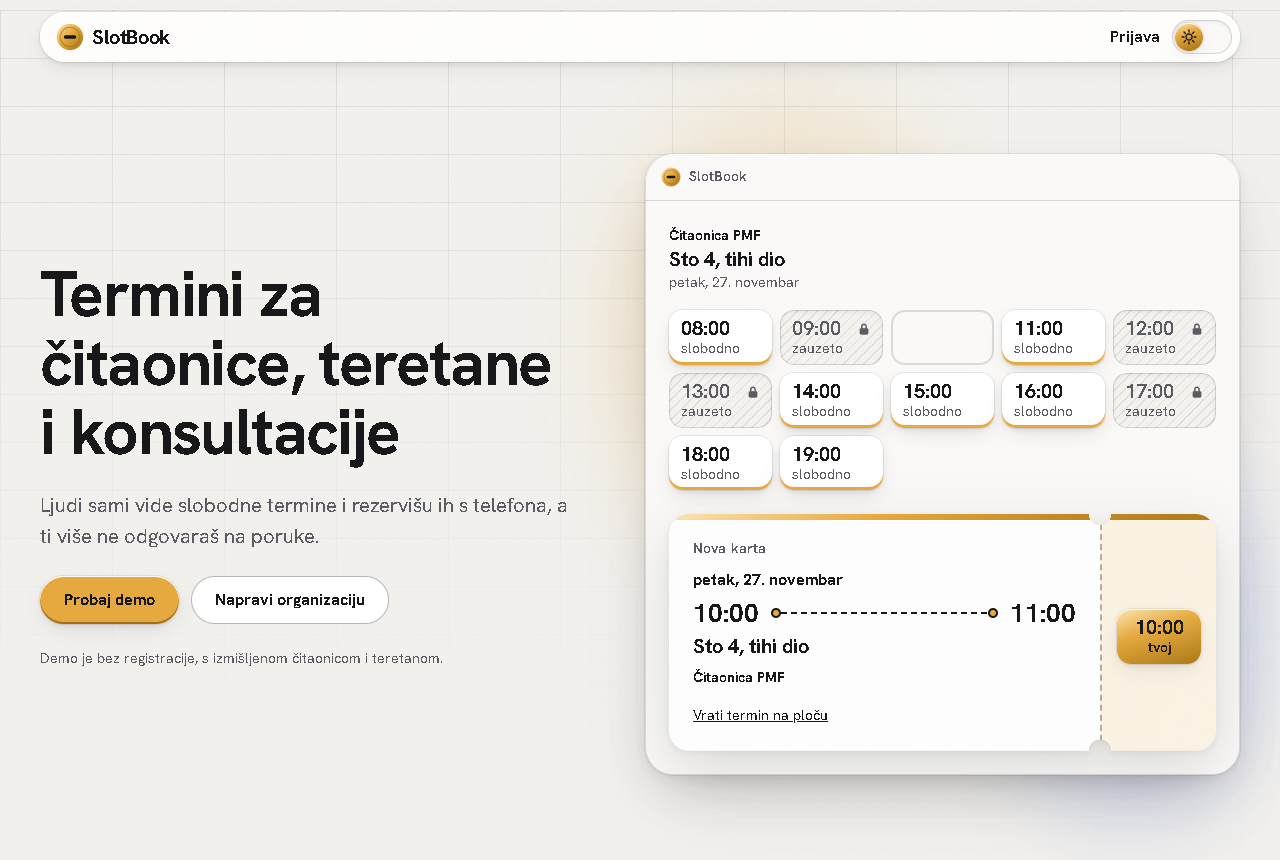 SlotBook
Prijava
Termini za
čitaonice, teretane
i konsultacije
Ljudi sami vide slobodne termine i rezervišu ih s telefona, a
ti više ne odgovaraš na poruke.
Probaj demo
Napravi organizaciju
Demo je bez registracije, s izmišljenom čitaonicom i teretanom.
SlotBook
Čitaonica PMF
Sto 4, tihi dio
petak, 27. novembar
08:00 09:00 11:00 12:00
slobodno zauzeto slobodno zauzeto
13:00 14:00 15:00 16:00 17:00
zauzeto slobodno slobodno slobodno zauzeto
18:00 19:00
slobodno slobodno
Nova karta
petak, 27. novembar
10:00 11:00
Sto 4, tihi dio
Čitaonica PMF
Vrati termin na ploču
10:00
tvoj